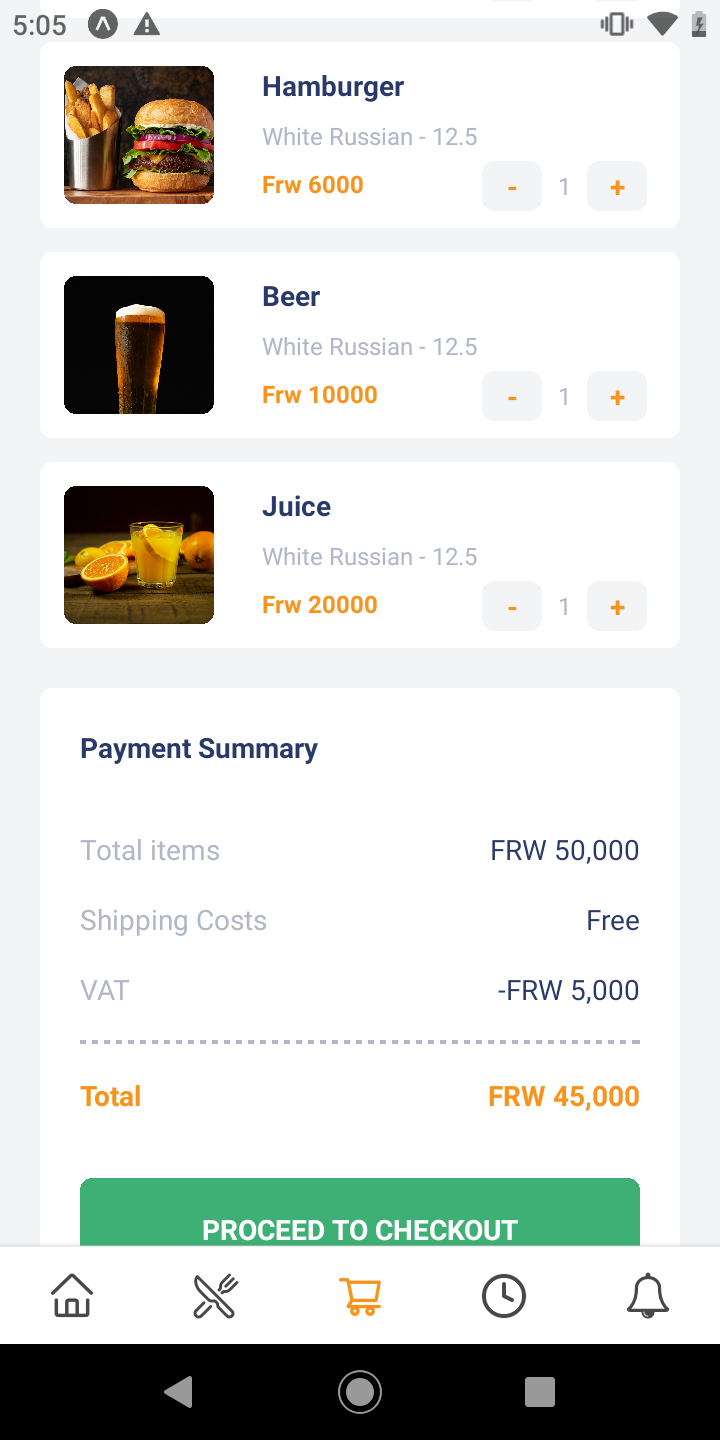 5:05
Hamburger
White Russian - 12.5
Frw 6000
- 1 +
Beer
White Russian - 12.5
Frw 10000
- 1 +
Juice
White Russian - 12.5
Frw 20000
- 1 +
Payment Summary
Total items FRW 50,000
Shipping Costs Free
VAT -FRW 5,000
Total FRW 45,000
PROCEED TO CHECKOUT